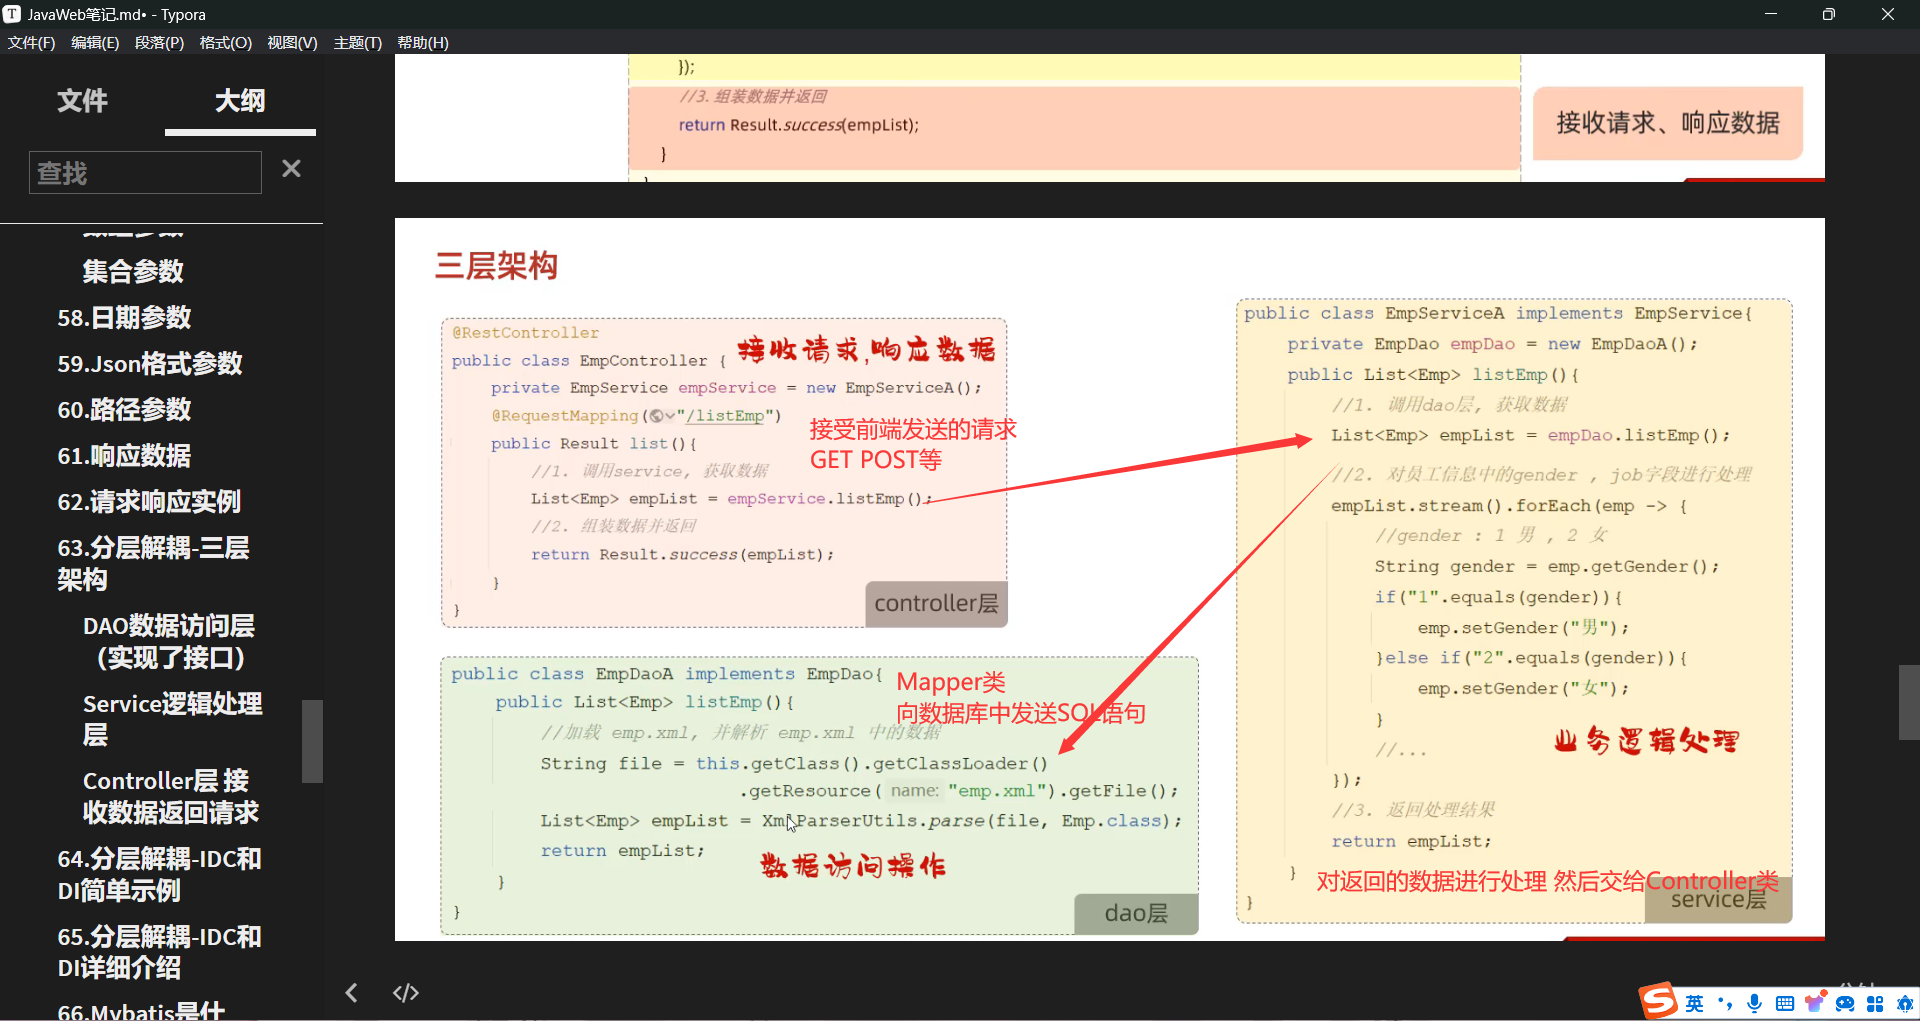 JavaWeb笔记.md• - Typora
文件(F) 编辑(E) 段落(P) 格式(O) 视图(V) 主题(T) 帮助(H)
文件 大纲
查找
集合参数
58.日期参数
59.Json格式参数
60.路径参数
61.响应数据
62.请求响应实例
63.分层解耦-三层
架构
DAO数据访问层
（实现了接口）
Service逻辑处理
层
Controller层 接
收数据返回请求
64.分层解耦-IDC和
DI简单示例
65.分层解耦-IDC和
DI详细介绍
66.Mybatis是什
});
//3. 组装数据并返回
return Result.success(empList);
}
接收请求、响应数据
三层架构
@RestController
public class EmpController {
接收请求,响应数据
private EmpService empService = new EmpServiceA();
@RequestMapping("/listEmp")
public Result list(){
//1. 调用service, 获取数据
List<Emp> empList = empService.listEmp();
//2. 组装数据并返回
return Result.success(empList);
}
}
controller层
接受前端发送的请求
GET POST等
public class EmpDaoA implements EmpDao{
public List<Emp> listEmp(){
//加载 emp.xml, 并解析 emp.xml 中的数据
String file = this.getClass().getClassLoader()
.getResource( name: "emp.xml").getFile();
List<Emp> empList = XmlParserUtils.parse(file, Emp.class);
return empList;
}
}
Mapper类
向数据库中发送SQL语句
数据访问操作
dao层
public class EmpServiceA implements EmpService{
private EmpDao empDao = new EmpDaoA();
public List<Emp> listEmp(){
//1. 调用dao层, 获取数据
List<Emp> empList = empDao.listEmp();
//2. 对员工信息中的gender , job字段进行处理
empList.stream().forEach(emp -> {
//gender : 1 男 , 2 女
String gender = emp.getGender();
if("1".equals(gender)){
emp.setGender("男");
}else if("2".equals(gender)){
emp.setGender("女");
}
//...
});
//3. 返回处理结果
return empList;
}
}
业务逻辑处理
对返回的数据进行处理 然后交给Controller类
service层
英